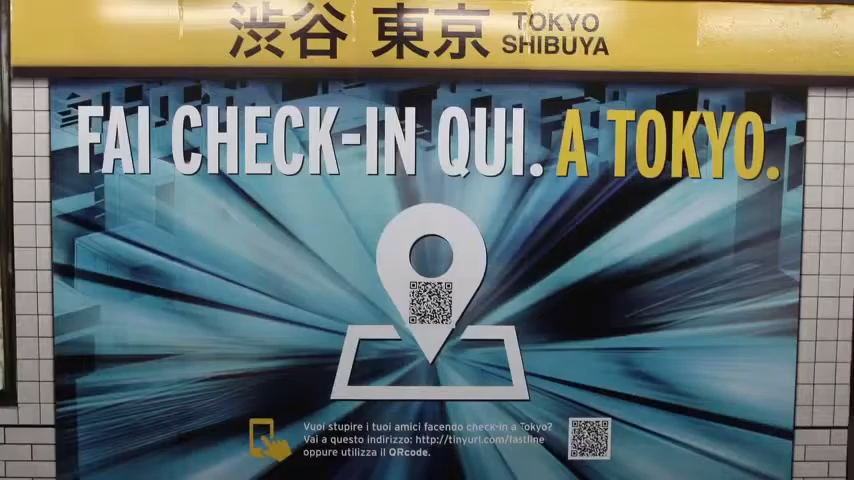 渋谷 東京
TOKYO
SHIBUYA
FAI CHECK-IN QUI. A TOKYO.
Vuoi stupire i tuoi amici facendo check-in a Tokyo?
Vai a questo indirizzo: http://tinyurl.com/fastline
oppure utilizza il QRcode.